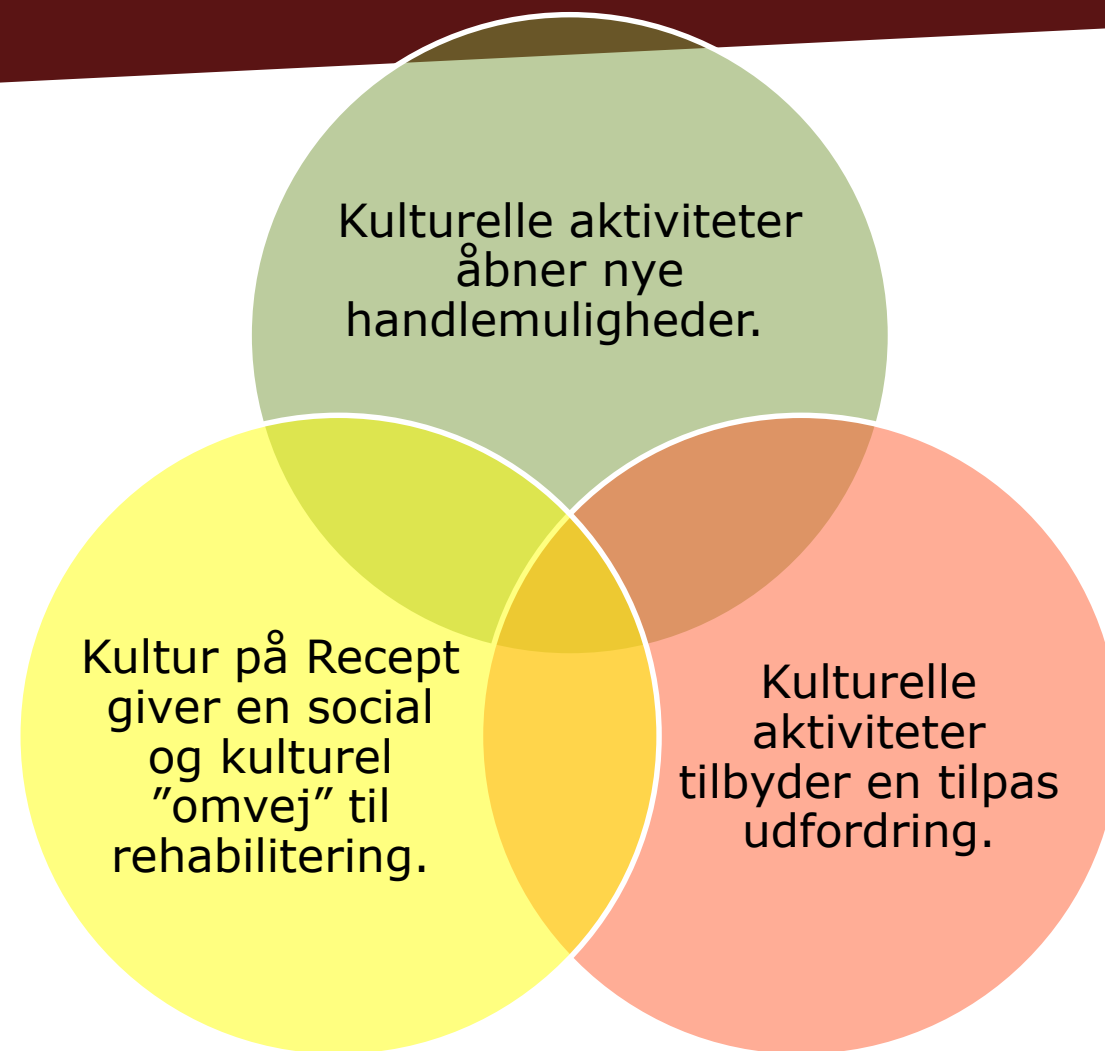 Kulturelle aktiviteter
åbner nye
handlemuligheder.
Kultur på Recept
giver en social
og kulturel
”omvej” til
rehabilitering.
Kulturelle
aktiviteter
tilbyder en tilpas
udfordring.